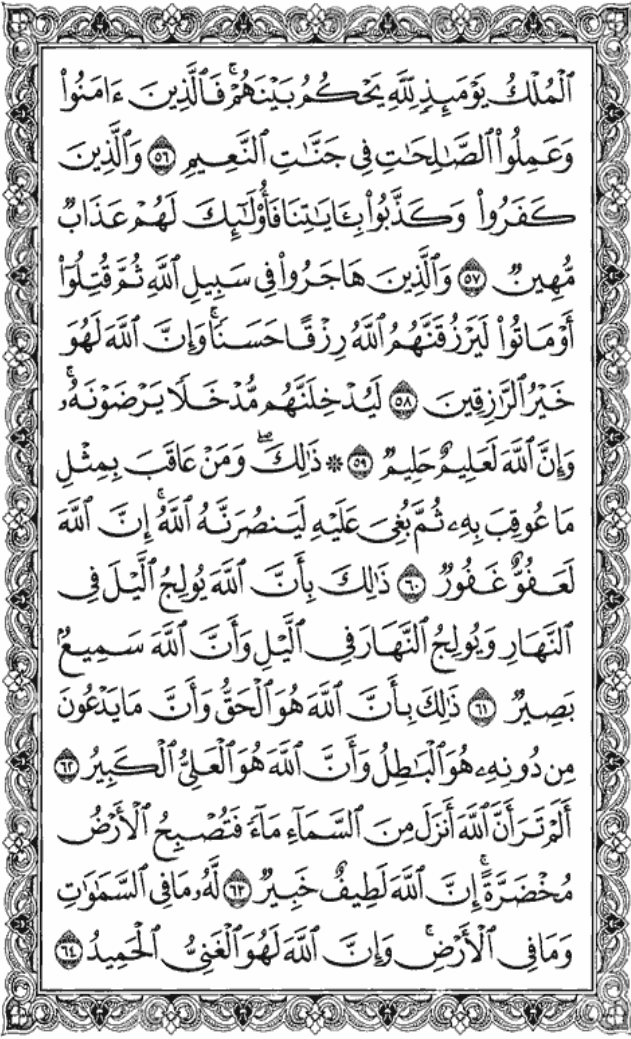 ٱلْمُلْكُ يَوْمَئِذٍ لِّلَّهِ يَحْكُمُ بَيْنَهُمْ ۚ فَٱلَّذِينَ ءَامَنُوا۟
وَعَمِلُوا۟ ٱلصَّـٰلِحَـٰتِ فِى جَنَّـٰتِ ٱلنَّعِيمِ ۝٥٦ وَٱلَّذِينَ
كَفَرُوا۟ وَكَذَّبُوا۟ بِـَٔايَـٰتِنَا فَأُو۟لَـٰٓئِكَ لَهُمْ عَذَابٌ
مُّهِينٌ ۝٥٧ وَٱلَّذِينَ هَاجَرُوا۟ فِى سَبِيلِ ٱللَّهِ ثُمَّ قُتِلُوٓا۟
أَوْ مَاتُوا۟ لَيَرْزُقَنَّهُمُ ٱللَّهُ رِزْقًا حَسَنًا ۚ وَإِنَّ ٱللَّهَ لَهُوَ
خَيْرُ ٱلرَّٰزِقِينَ ۝٥٨ لَيُدْخِلَنَّهُم مُّدْخَلًا يَرْضَوْنَهُۥ ۗ
وَإِنَّ ٱللَّهَ لَعَلِيمٌ حَلِيمٌ ۝٥٩ ۞ ذَٰلِكَ ۖ وَمَنْ عَاقَبَ بِمِثْلِ
مَا عُوقِبَ بِهِۦ ثُمَّ بُغِىَ عَلَيْهِ لَيَنصُرَنَّهُ ٱللَّهُ ۗ إِنَّ ٱللَّهَ
لَعَفُوٌّ غَفُورٌ ۝٦٠ ذَٰلِكَ بِأَنَّ ٱللَّهَ يُولِجُ ٱلَّيْلَ فِى
ٱلنَّهَارِ وَيُولِجُ ٱلنَّهَارَ فِى ٱلَّيْلِ وَأَنَّ ٱللَّهَ سَمِيعٌۢ
بَصِيرٌ ۝٦١ ذَٰلِكَ بِأَنَّ ٱللَّهَ هُوَ ٱلْحَقُّ وَأَنَّ مَا يَدْعُونَ
مِن دُونِهِۦ هُوَ ٱلْبَـٰطِلُ وَأَنَّ ٱللَّهَ هُوَ ٱلْعَلِىُّ ٱلْكَبِيرُ ۝٦٢
أَلَمْ تَرَ أَنَّ ٱللَّهَ أَنزَلَ مِنَ ٱلسَّمَآءِ مَآءً فَتُصْبِحُ ٱلْأَرْضُ
مُخْضَرَّةً ۗ إِنَّ ٱللَّهَ لَطِيفٌ خَبِيرٌ ۝٦٣ لَّهُۥ مَا فِى ٱلسَّمَـٰوَٰتِ
وَمَا فِى ٱلْأَرْضِ ۗ وَإِنَّ ٱللَّهَ لَهُوَ ٱلْغَنِىُّ ٱلْحَمِيدُ ۝٦٤